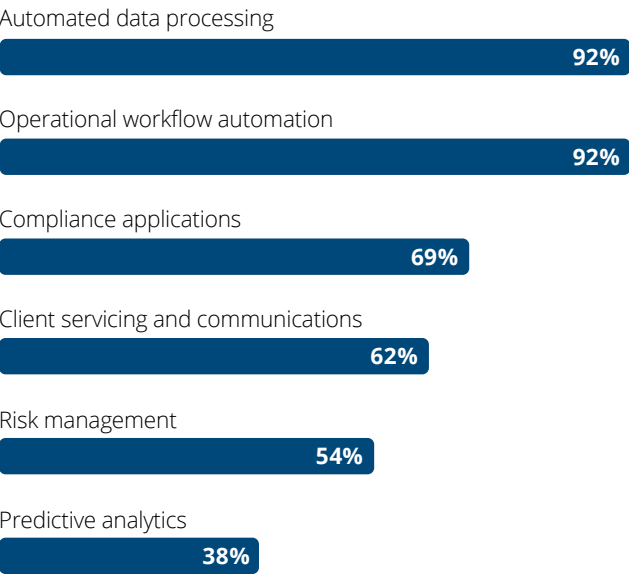 Automated data processing
92%
Operational workflow automation
92%
Compliance applications
69%
Client servicing and communications
62%
Risk management
54%
Predictive analytics
38%